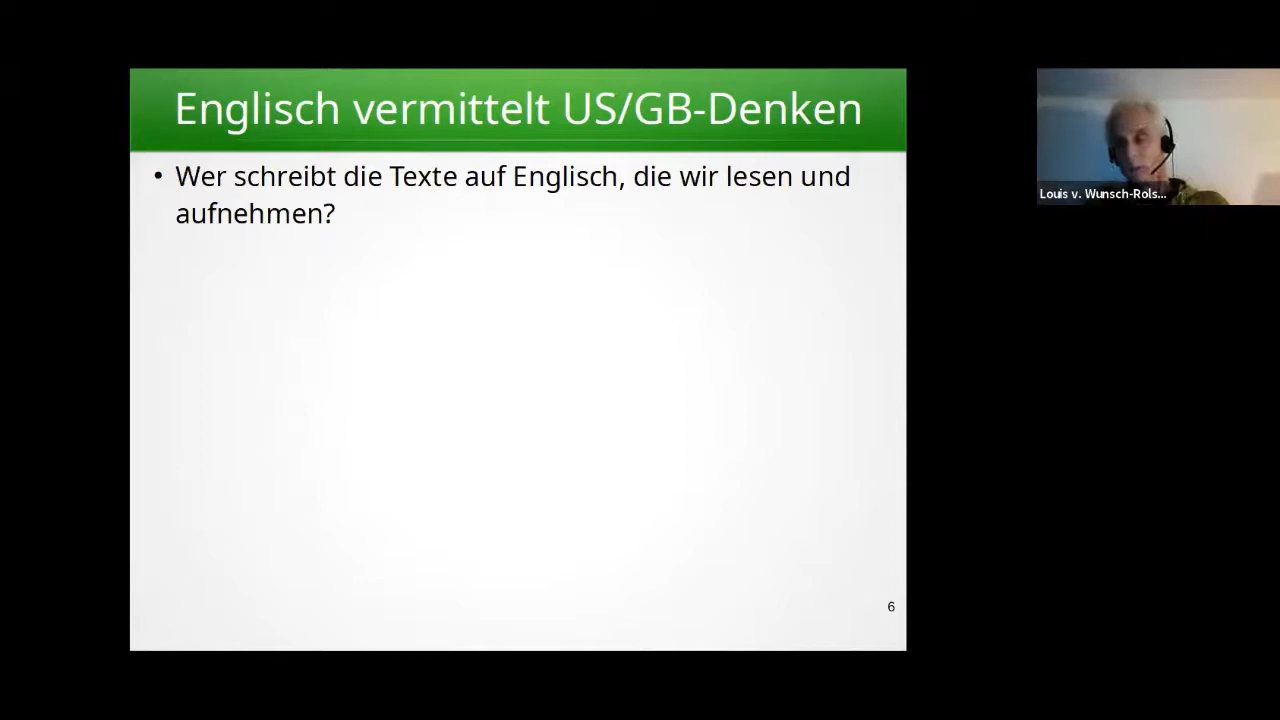 Englisch vermittelt US/GB-Denken
• Wer schreibt die Texte auf Englisch, die wir lesen und
aufnehmen?
6
Louis v. Wunsch-Rols...